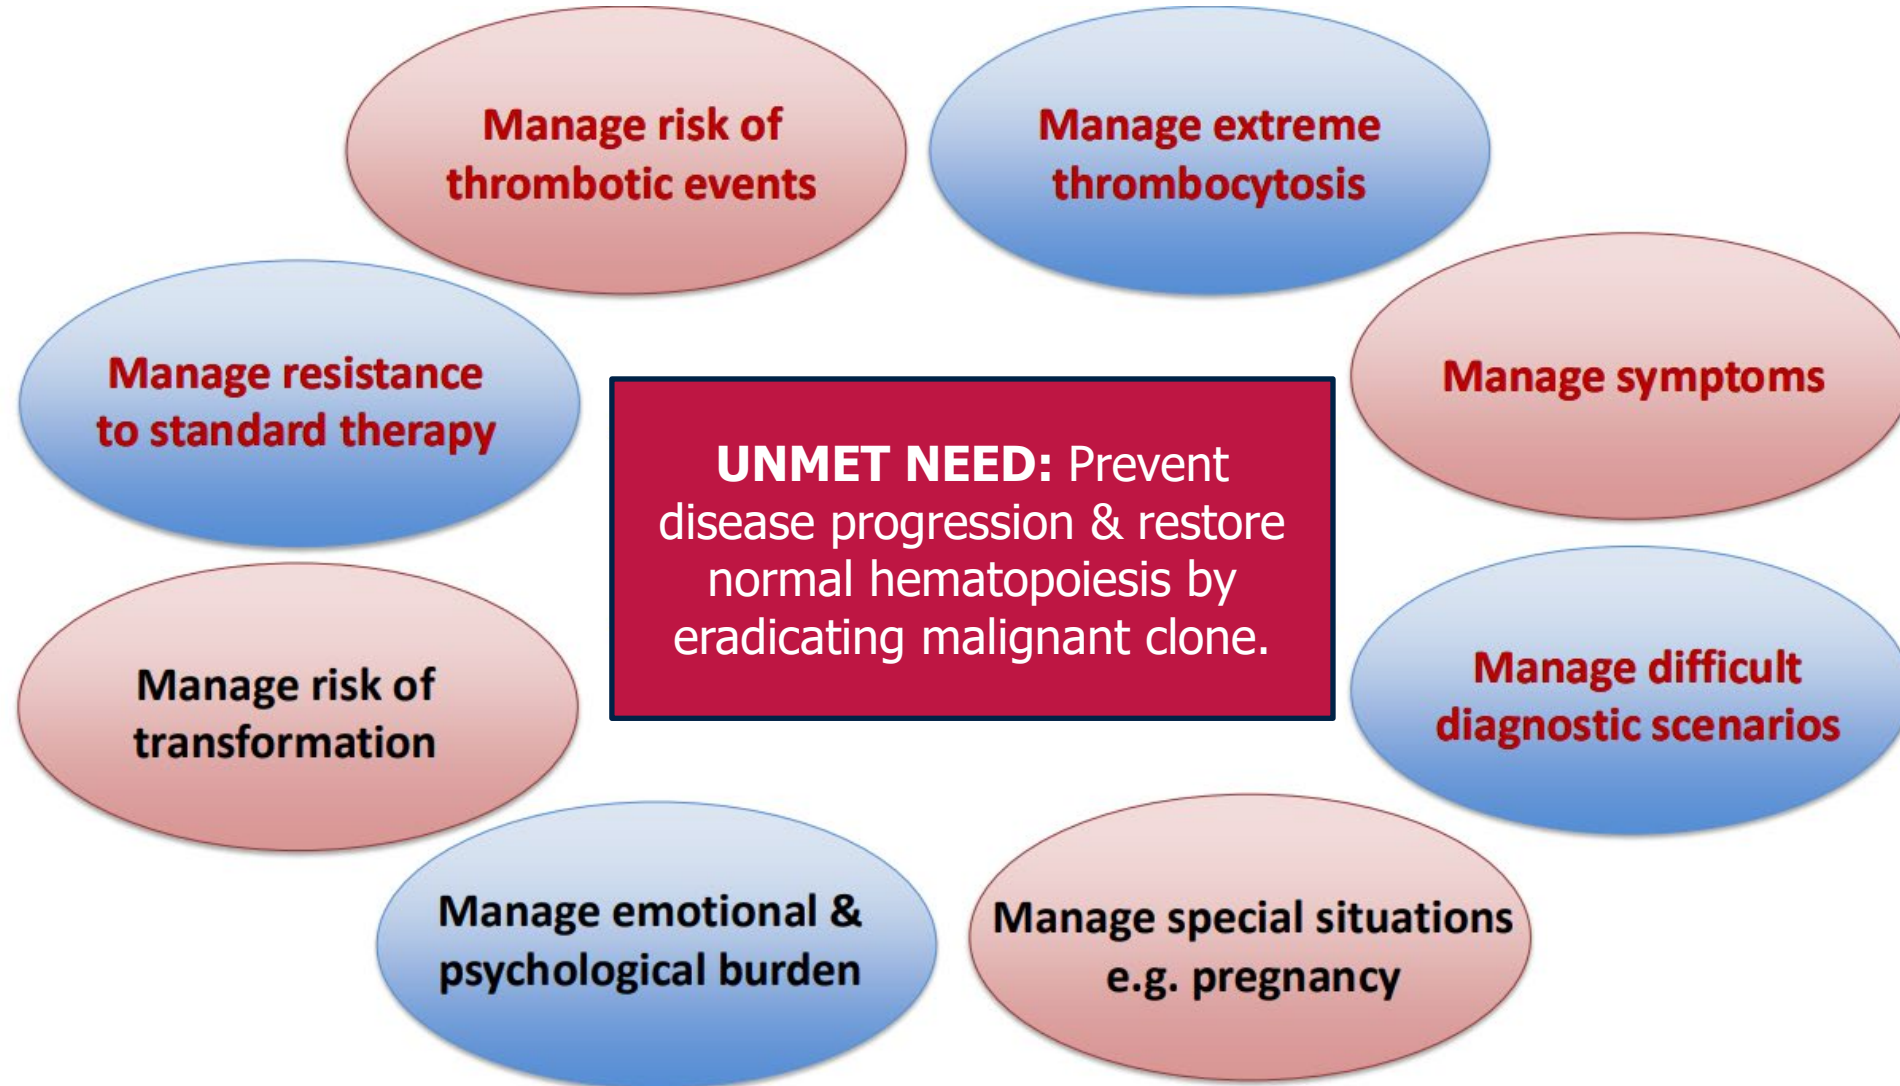 Manage risk of
thrombotic events
Manage extreme
thrombocytosis
Manage resistance
to standard therapy
Manage symptoms
UNMET NEED: Prevent
disease progression & restore
normal hematopoiesis by
eradicating malignant clone.
Manage risk of
transformation
Manage difficult
diagnostic scenarios
Manage emotional &
psychological burden
Manage special situations
e.g. pregnancy